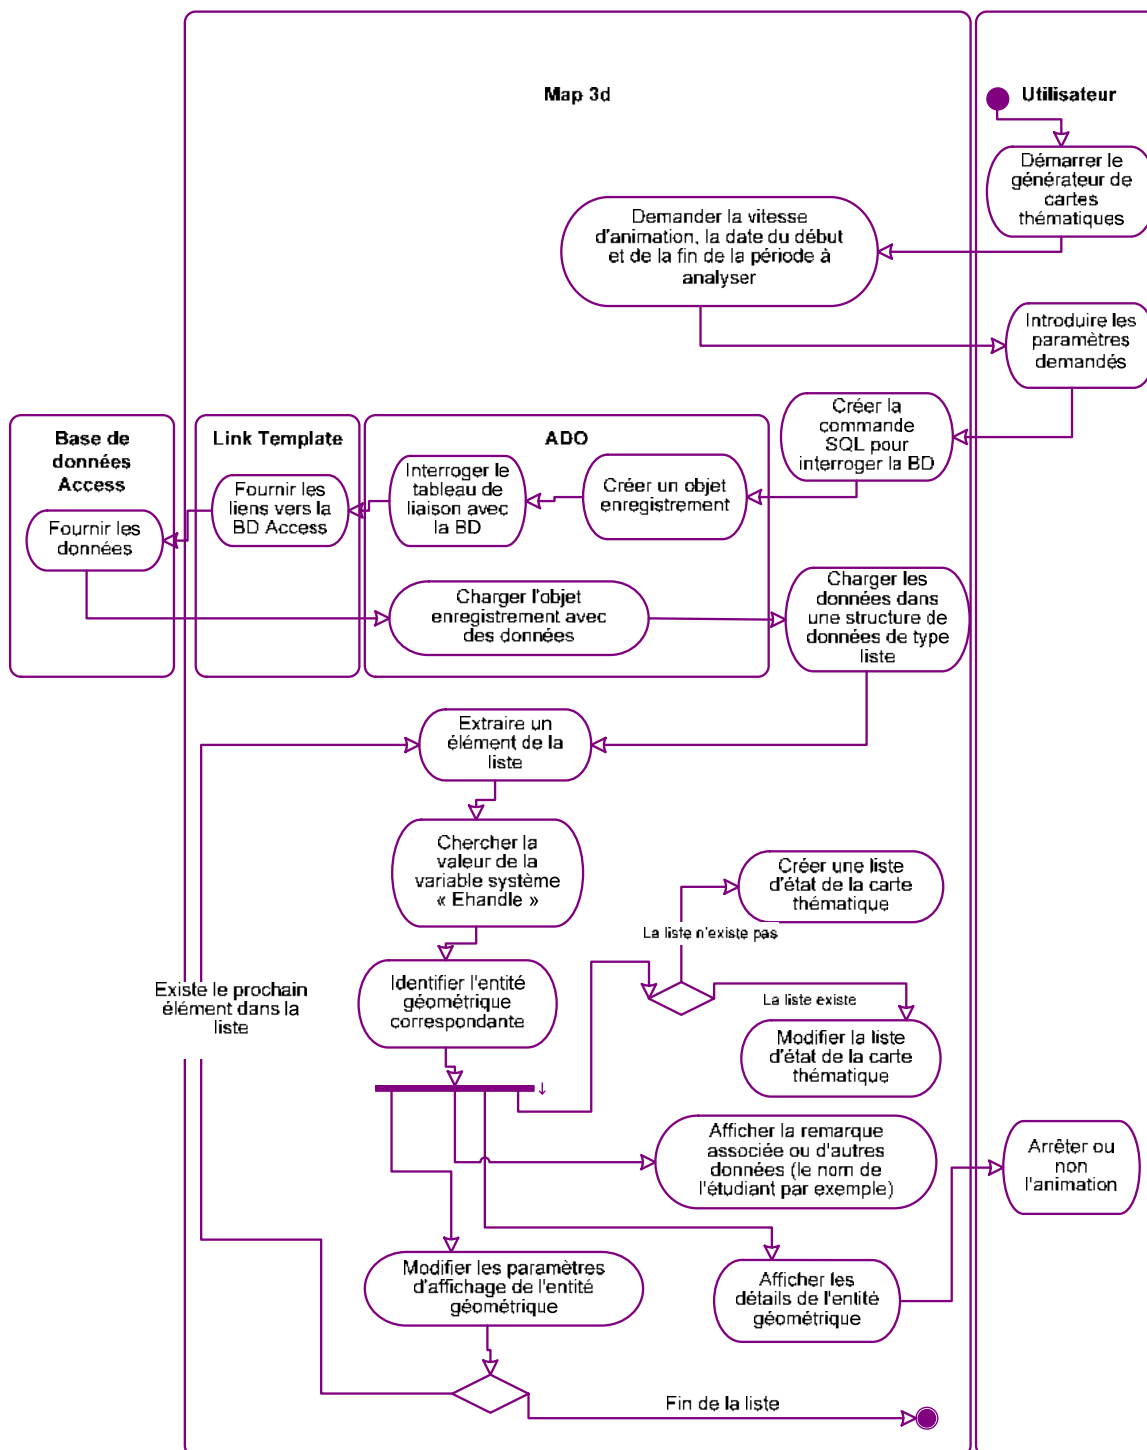 Map 3d
Utilisateur
Démarrer le
générateur de
cartes
thématiques
Demander la vitesse
d'animation, la date du début
et de la fin de la période à
analyser
Introduire les
paramètres
demandés
Créer la
commande
SQL pour
interroger la BD
Base de
données
Access
Link Template
ADO
Interroger le
tableau de
liaison avec
la BD
Créer un objet
enregistrement
Fournir les
liens vers la
BD Access
Fournir les
données
Charger l'objet
enregistrement avec
des données
Charger les
données dans
une structure de
données de type
liste
Extraire un
élément de la
liste
Chercher la
valeur de la
variable système
« Ehandle »
Créer une liste
d'état de la carte
thématique
La liste n'existe pas
Identifier l'entité
géométrique
correspondante
La liste existe
Existe le prochain
élément dans la
liste
Modifier la liste
d'état de la carte
thématique
Afficher la remarque
associée ou d'autres
données (le nom de
l'étudiant par exemple)
Arrêter ou
non
l'animation
Modifier les paramètres
d'affichage de l'entité
géométrique
Afficher les
détails de l'entité
géométrique
Fin de la liste